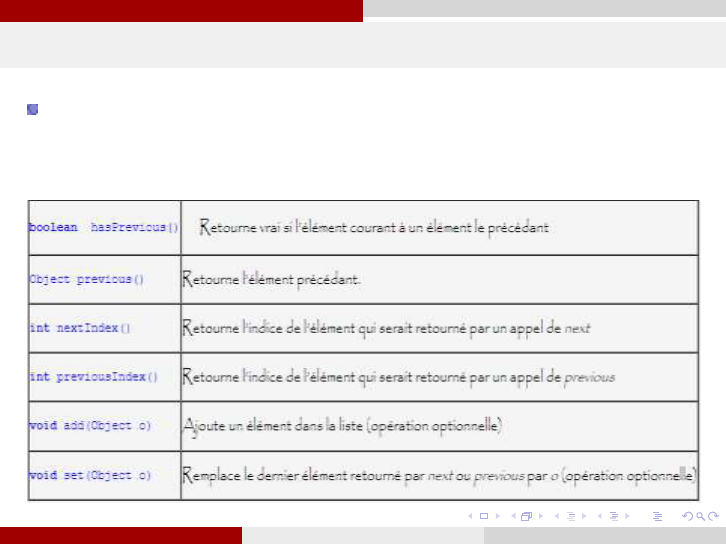 boolean hasPrevious() Retourne vrai si l'élément courant à un élément le précédant
Object previous() Retourne l'élément précédant.
int nextIndex() Retourne l'indice de l'élément qui serait retourné par un appel de next
int previousIndex() Retourne l'indice de l'élément qui serait retourné par un appel de previous
void add(Object o) Ajoute un élément dans la liste (opération optionnelle)
void set(Object o) Remplace le dernier élément retourné par next ou previous par o (opération optionnelle)